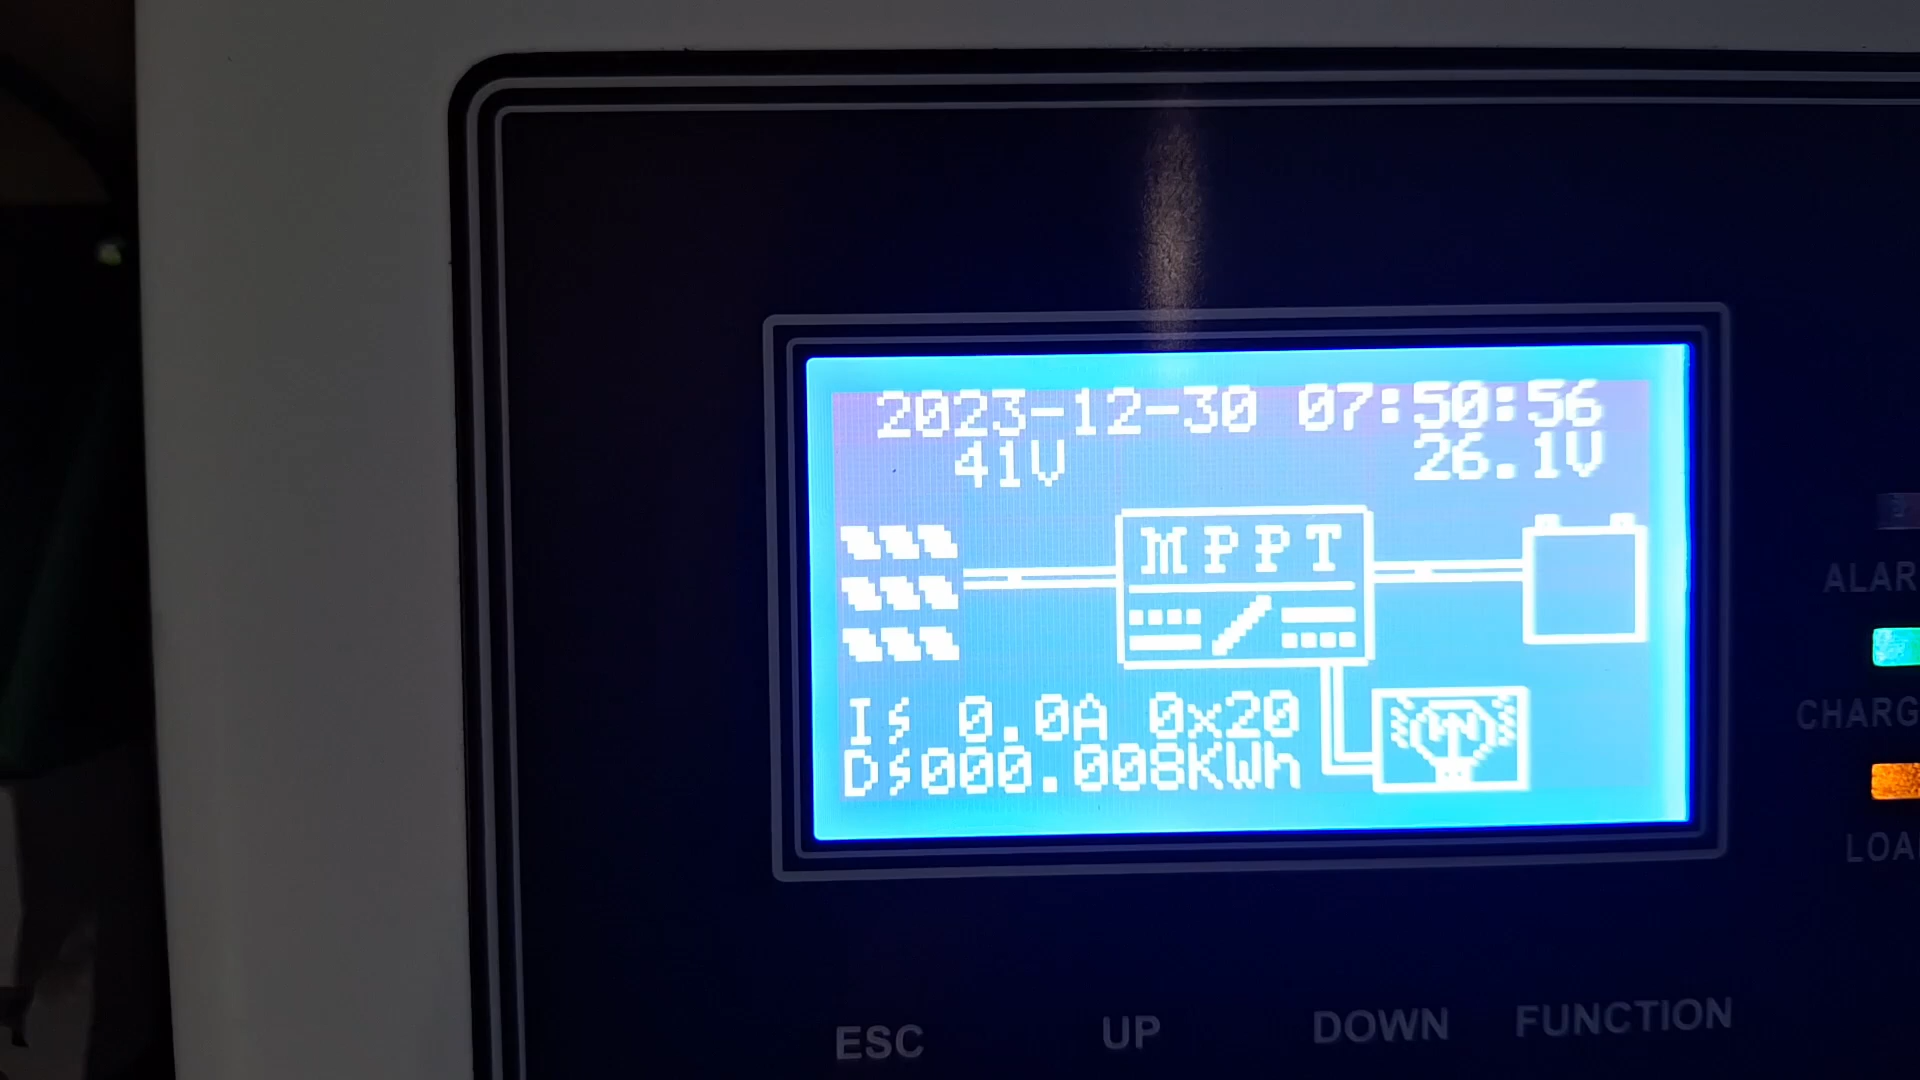 2023-12-30 07:50:56
41V 26.1V
MPPT
I 0.0A 0x20
D 000.008KWh
ALAR
CHARG
LOA
ESC UP DOWN FUNCTION